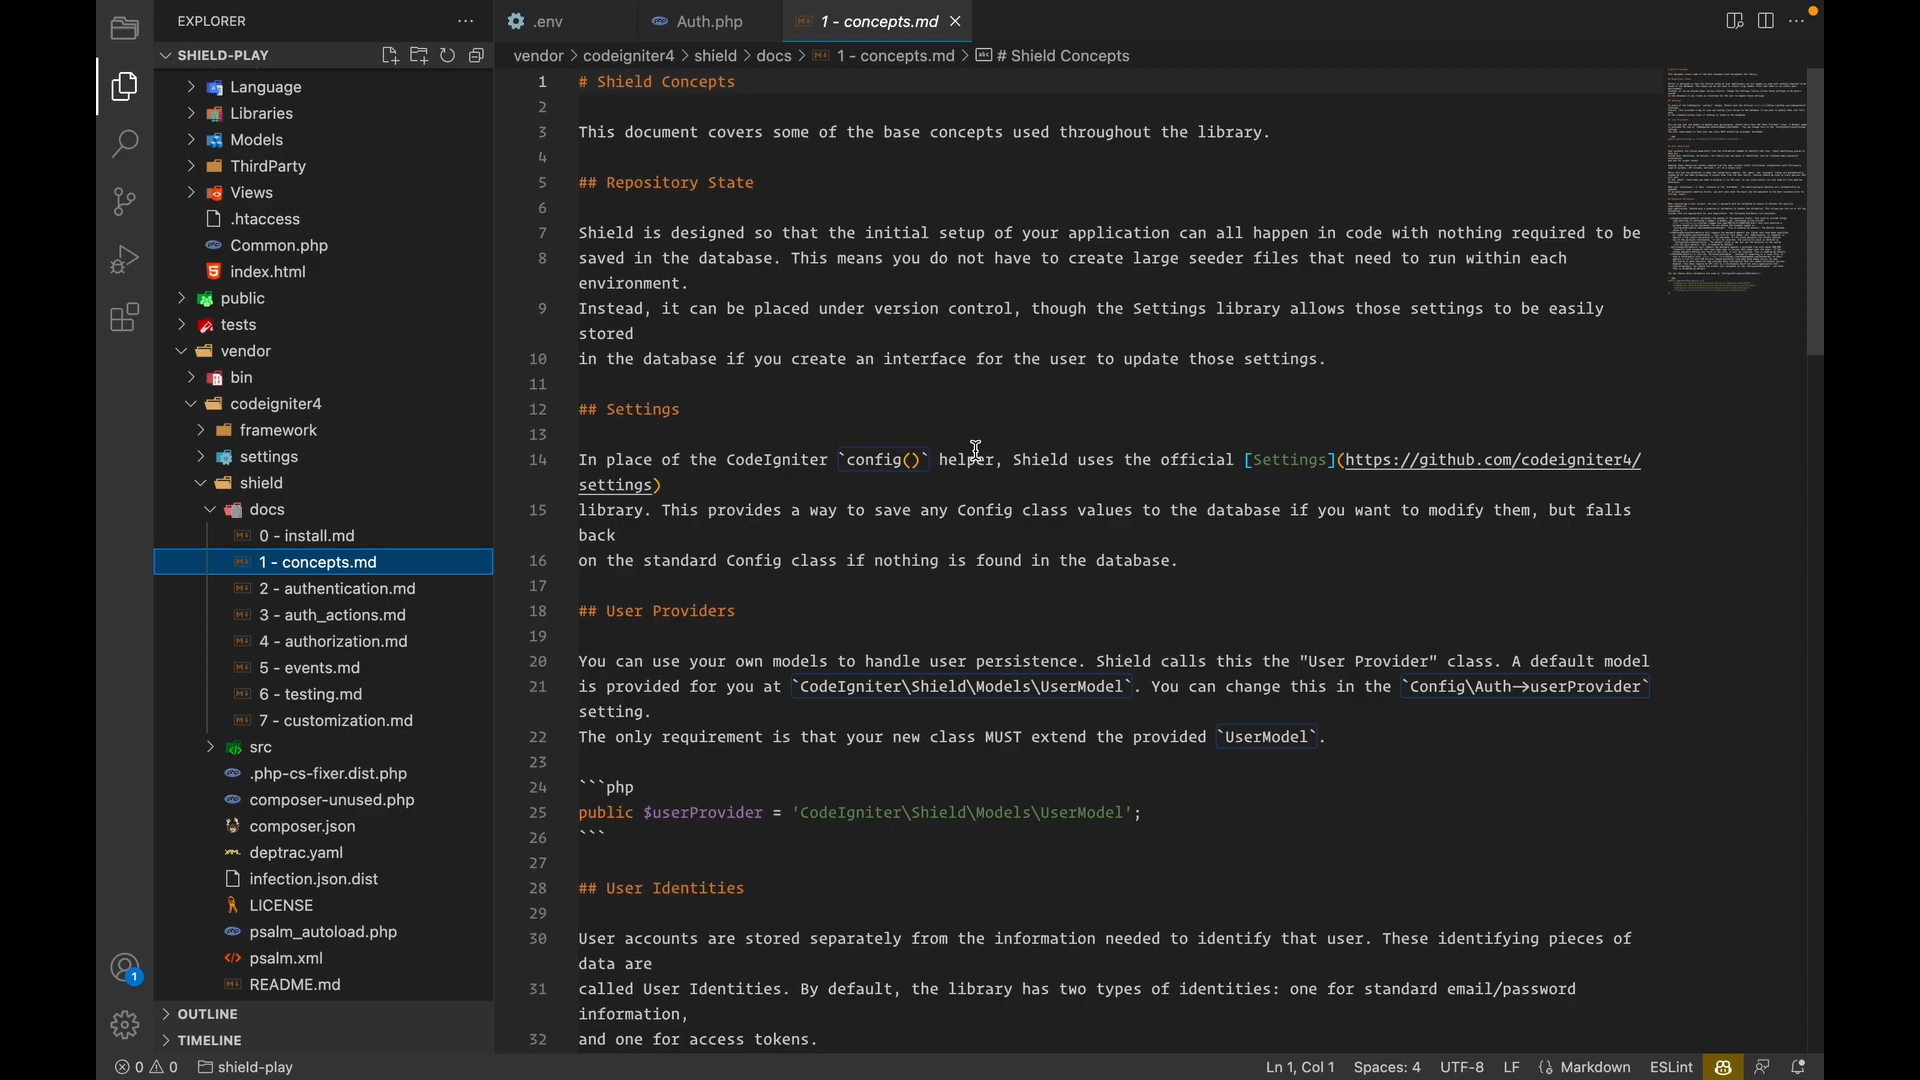 EXPLORER
SHIELD-PLAY
Language
Libraries
Models
ThirdParty
Views
.htaccess
Common.php
index.html
public
tests
vendor
bin
codeigniter4
framework
settings
shield
docs
0 - install.md
1 - concepts.md
2 - authentication.md
3 - auth_actions.md
4 - authorization.md
5 - events.md
6 - testing.md
7 - customization.md
src
.php-cs-fixer.dist.php
composer-unused.php
composer.json
deptrac.yaml
infection.json.dist
LICENSE
psalm_autoload.php
psalm.xml
README.md
OUTLINE
TIMELINE
1
.env
Auth.php
1 - concepts.md
vendor > codeigniter4 > shield > docs > 1 - concepts.md > # Shield Concepts
1 # Shield Concepts
2
3 This document covers some of the base concepts used throughout the library.
4
5 ## Repository State
6
7 Shield is designed so that the initial setup of your application can all happen in code with nothing required to be
8 saved in the database. This means you do not have to create large seeder files that need to run within each
environment.
9 Instead, it can be placed under version control, though the Settings library allows those settings to be easily
stored
10 in the database if you create an interface for the user to update those settings.
11
12 ## Settings
13
14 In place of the CodeIgniter `config()` helper, Shield uses the official [Settings](https://github.com/codeigniter4/
settings)
15 library. This provides a way to save any Config class values to the database if you want to modify them, but falls
back
16 on the standard Config class if nothing is found in the database.
17
18 ## User Providers
19
20 You can use your own models to handle user persistence. Shield calls this the "User Provider" class. A default model
21 is provided for you at `CodeIgniter\Shield\Models\UserModel`. You can change this in the `Config\Auth->userProvider`
setting.
22 The only requirement is that your new class MUST extend the provided `UserModel`.
23
24 ```php
25 public $userProvider = 'CodeIgniter\Shield\Models\UserModel';
26 ```
27
28 ## User Identities
29
30 User accounts are stored separately from the information needed to identify that user. These identifying pieces of
data are
31 called User Identities. By default, the library has two types of identities: one for standard email/password
information,
32 and one for access tokens.
0 0 shield-play
Ln 1, Col 1 Spaces: 4 UTF-8 LF {} Markdown ESLint